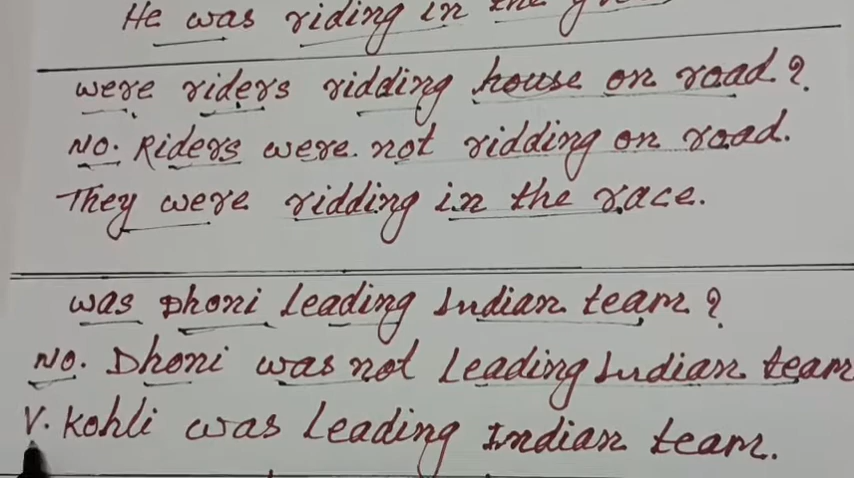 He was riding in the
were riders ridding house on road?
NO. Riders were not ridding on road.
They were ridding in the race.
was Dhoni leading Indian team?
NO. Dhoni was not leading Indian team
V. Kohli was leading Indian team.